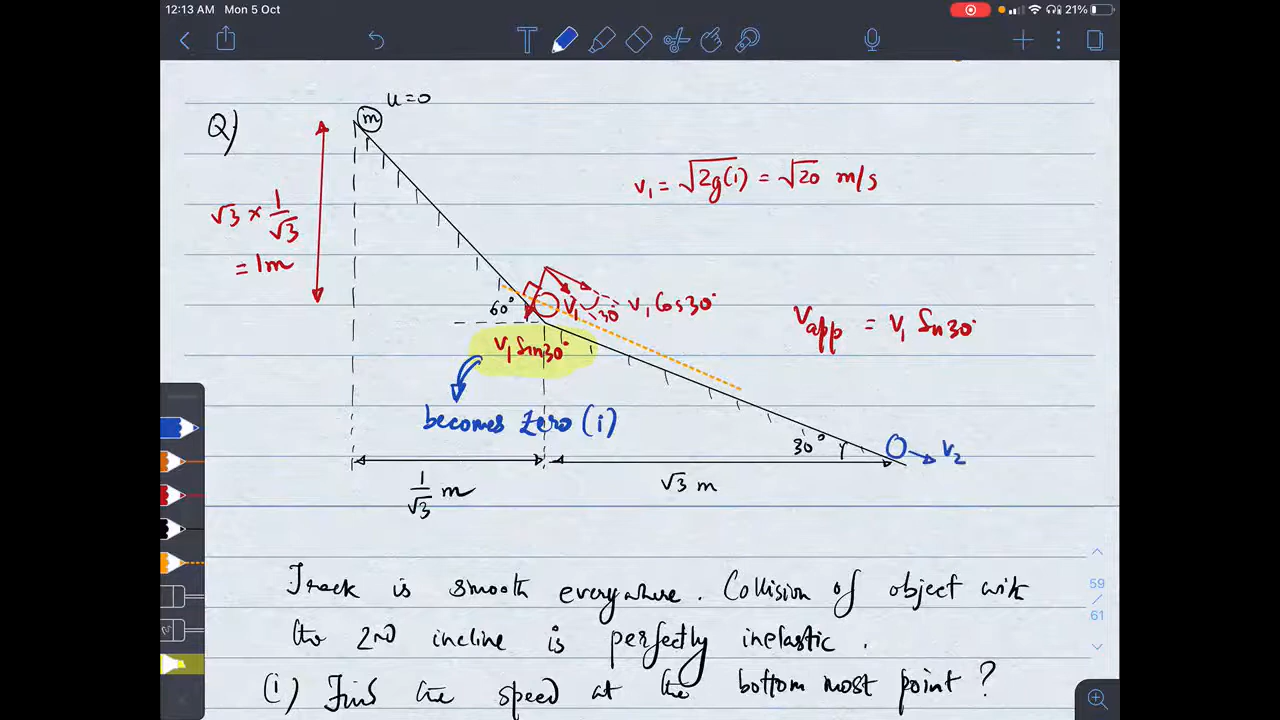 12:13 AM Mon 5 Oct
21%
T
Q)
u=0
m
√3 × 1/√3
= 1m
v₁ = √2g(1) = √20 m/s
60°
v₁
30°
v₁ Cos30°
v₁ Sin30°
Vapp = v₁ Sin30°
becomes zero (i)
30°
v₂
1/√3 m
√3 m
Track is smooth everywhere. Collision of object with
the 2nd incline is perfectly inelastic.
(i) Find the speed at the bottom most point?
59
/
61